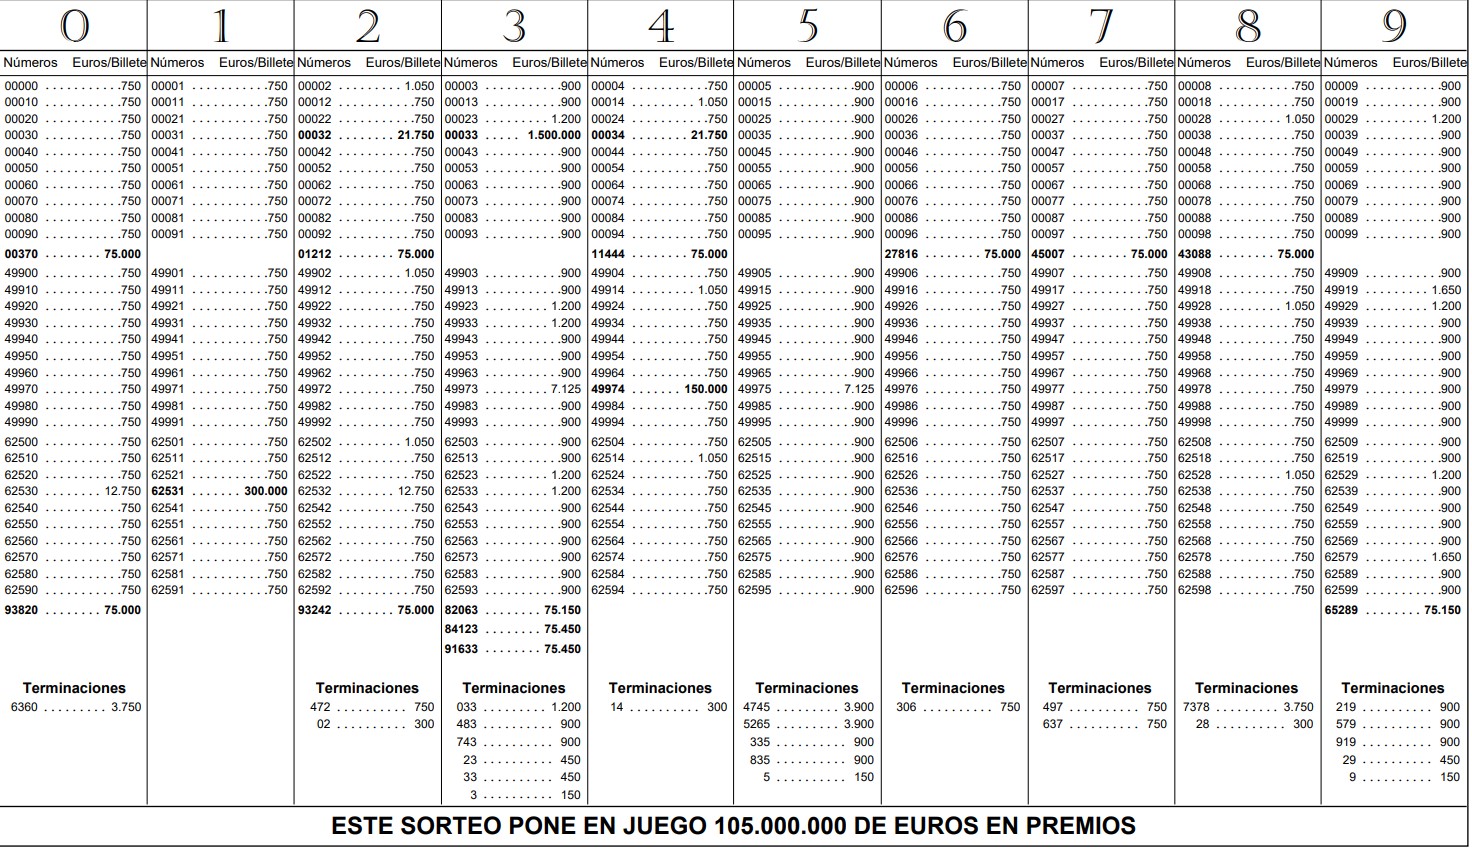 0 1 2 3 4 5 6 7 8 9
Números Euros/Billete Números Euros/Billete Números Euros/Billete Números Euros/Billete Números Euros/Billete Números Euros/Billete Números Euros/Billete Números Euros/Billete Números Euros/Billete Números Euros/Billete
00000 ..........750 00001 ..........750 00002 ......... 1.050 00003 ..........900 00004 ..........750 00005 ..........900 00006 ..........750 00007 ..........750 00008 ..........750 00009 ..........900
00010 ..........750 00011 ..........750 00012 ..........750 00013 ..........900 00014 ......... 1.050 00015 ..........900 00016 ..........750 00017 ..........750 00018 ..........750 00019 ..........900
00020 ..........750 00021 ..........750 00022 ..........750 00023 ......... 1.200 00024 ..........750 00025 ..........900 00026 ..........750 00027 ..........750 00028 ......... 1.050 00029 ......... 1.200
00030 ..........750 00031 ..........750 00032 ........ 21.750 00033 ..... 1.500.000 00034 ........ 21.750 00035 ..........900 00036 ..........750 00037 ..........750 00038 ..........750 00039 ..........900
00040 ..........750 00041 ..........750 00042 ..........750 00043 ..........900 00044 ..........750 00045 ..........900 00046 ..........750 00047 ..........750 00048 ..........750 00049 ..........900
00050 ..........750 00051 ..........750 00052 ..........750 00053 ..........900 00054 ..........750 00055 ..........900 00056 ..........750 00057 ..........750 00058 ..........750 00059 ..........900
00060 ..........750 00061 ..........750 00062 ..........750 00063 ..........900 00064 ..........750 00065 ..........900 00066 ..........750 00067 ..........750 00068 ..........750 00069 ..........900
00070 ..........750 00071 ..........750 00072 ..........750 00073 ..........900 00074 ..........750 00075 ..........900 00076 ..........750 00077 ..........750 00078 ..........750 00079 ..........900
00080 ..........750 00081 ..........750 00082 ..........750 00083 ..........900 00084 ..........750 00085 ..........900 00086 ..........750 00087 ..........750 00088 ..........750 00089 ..........900
00090 ..........750 00091 ..........750 00092 ..........750 00093 ..........900 00094 ..........750 00095 ..........900 00096 ..........750 00097 ..........750 00098 ..........750 00099 ..........900
00370 ........ 75.000 01212 ........ 75.000 11444 ........ 75.000 27816 ........ 75.000 45007 ........ 75.000 43088 ........ 75.000
49900 ..........750 49901 ..........750 49902 ......... 1.050 49903 ..........900 49904 ..........750 49905 ..........900 49906 ..........750 49907 ..........750 49908 ..........750 49909 ..........900
49910 ..........750 49911 ..........750 49912 ..........750 49913 ..........900 49914 ......... 1.050 49915 ..........900 49916 ..........750 49917 ..........750 49918 ..........750 49919 ......... 1.650
49920 ..........750 49921 ..........750 49922 ..........750 49923 ......... 1.200 49924 ..........750 49925 ..........900 49926 ..........750 49927 ..........750 49928 ......... 1.050 49929 ......... 1.200
49930 ..........750 49931 ..........750 49932 ..........750 49933 ......... 1.200 49934 ..........750 49935 ..........900 49936 ..........750 49937 ..........750 49938 ..........750 49939 ..........900
49940 ..........750 49941 ..........750 49942 ..........750 49943 ..........900 49944 ..........750 49945 ..........900 49946 ..........750 49947 ..........750 49948 ..........750 49949 ..........900
49950 ..........750 49951 ..........750 49952 ..........750 49953 ..........900 49954 ..........750 49955 ..........900 49956 ..........750 49957 ..........750 49958 ..........750 49959 ..........900
49960 ..........750 49961 ..........750 49962 ..........750 49963 ..........900 49964 ..........750 49965 ..........900 49966 ..........750 49967 ..........750 49968 ..........750 49969 ..........900
49970 ..........750 49971 ..........750 49972 ..........750 49973 ......... 7.125 49974 ....... 150.000 49975 ......... 7.125 49976 ..........750 49977 ..........750 49978 ..........750 49979 ..........900
49980 ..........750 49981 ..........750 49982 ..........750 49983 ..........900 49984 ..........750 49985 ..........900 49986 ..........750 49987 ..........750 49988 ..........750 49989 ..........900
49990 ..........750 49991 ..........750 49992 ..........750 49993 ..........900 49994 ..........750 49995 ..........900 49996 ..........750 49997 ..........750 49998 ..........750 49999 ..........900
62500 ..........750 62501 ..........750 62502 ......... 1.050 62503 ..........900 62504 ..........750 62505 ..........900 62506 ..........750 62507 ..........750 62508 ..........750 62509 ..........900
62510 ..........750 62511 ..........750 62512 ..........750 62513 ..........900 62514 ......... 1.050 62515 ..........900 62516 ..........750 62517 ..........750 62518 ..........750 62519 ..........900
62520 ..........750 62521 ..........750 62522 ..........750 62523 ......... 1.200 62524 ..........750 62525 ..........900 62526 ..........750 62527 ..........750 62528 ......... 1.050 62529 ......... 1.200
62530 ........ 12.750 62531 ....... 300.000 62532 ........ 12.750 62533 ......... 1.200 62534 ..........750 62535 ..........900 62536 ..........750 62537 ..........750 62538 ..........750 62539 ..........900
62540 ..........750 62541 ..........750 62542 ..........750 62543 ..........900 62544 ..........750 62545 ..........900 62546 ..........750 62547 ..........750 62548 ..........750 62549 ..........900
62550 ..........750 62551 ..........750 62552 ..........750 62553 ..........900 62554 ..........750 62555 ..........900 62556 ..........750 62557 ..........750 62558 ..........750 62559 ..........900
62560 ..........750 62561 ..........750 62562 ..........750 62563 ..........900 62564 ..........750 62565 ..........900 62566 ..........750 62567 ..........750 62568 ..........750 62569 ..........900
62570 ..........750 62571 ..........750 62572 ..........750 62573 ..........900 62574 ..........750 62575 ..........900 62576 ..........750 62577 ..........750 62578 ..........750 62579 ......... 1.650
62580 ..........750 62581 ..........750 62582 ..........750 62583 ..........900 62584 ..........750 62585 ..........900 62586 ..........750 62587 ..........750 62588 ..........750 62589 ..........900
62590 ..........750 62591 ..........750 62592 ..........750 62593 ..........900 62594 ..........750 62595 ..........900 62596 ..........750 62597 ..........750 62598 ..........750 62599 ..........900
93820 ........ 75.000 93242 ........ 75.000 82063 ........ 75.150 65289 ........ 75.150
84123 ........ 75.450
91633 ........ 75.450
Terminaciones Terminaciones Terminaciones Terminaciones Terminaciones Terminaciones Terminaciones Terminaciones Terminaciones
6360 ......... 3.750 472 .......... 750 033 .......... 1.200 14 .......... 300 4745 .......... 3.900 306 .......... 750 497 .......... 750 7378 .......... 3.750 219 .......... 900
02 .......... 300 483 .......... 900 5265 .......... 3.900 637 .......... 750 28 .......... 300 579 .......... 900
743 .......... 900 335 .......... 900 919 .......... 900
23 .......... 450 835 .......... 900 29 .......... 450
33 .......... 450 5 .......... 150 9 .......... 150
3 .......... 150
ESTE SORTEO PONE EN JUEGO 105.000.000 DE EUROS EN PREMIOS